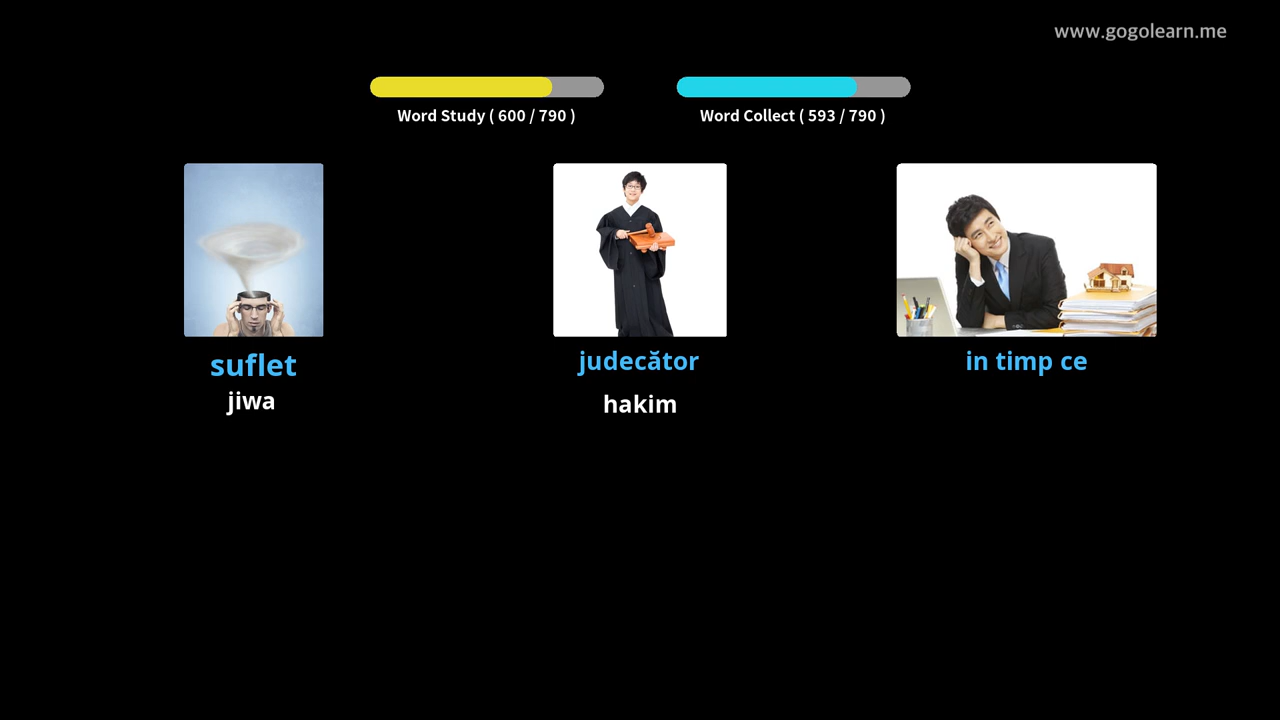 www.gogolearn.me
Word Study ( 600 / 790 )
Word Collect ( 593 / 790 )
suflet
jiwa
judecător
hakim
in timp ce